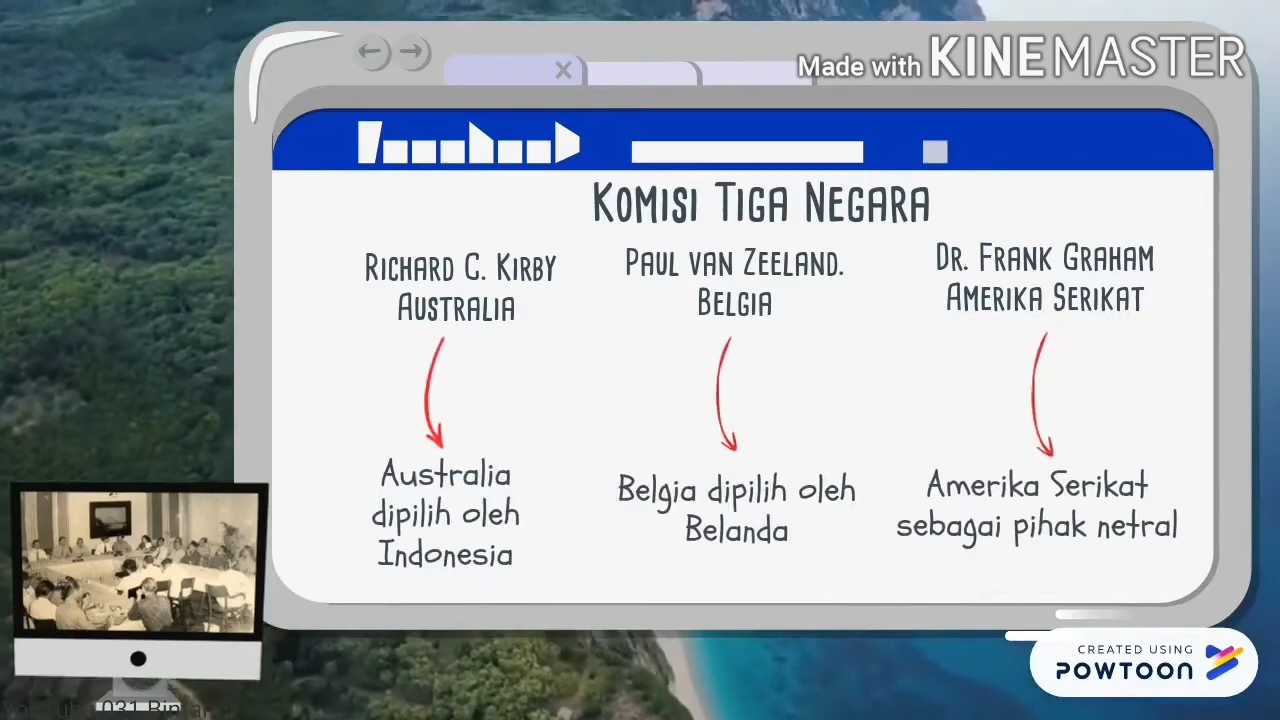 Made with KINEMASTER
KOMISI TIGA NEGARA
RICHARD C. KIRBY
AUSTRALIA
PAUL VAN ZEELAND.
BELGIA
DR. FRANK GRAHAM
AMERIKA SERIKAT
Australia
dipilih oleh
Indonesia
Belgia dipilih oleh
Belanda
Amerika Serikat
sebagai pihak netral
CREATED USING
POWTOON
031